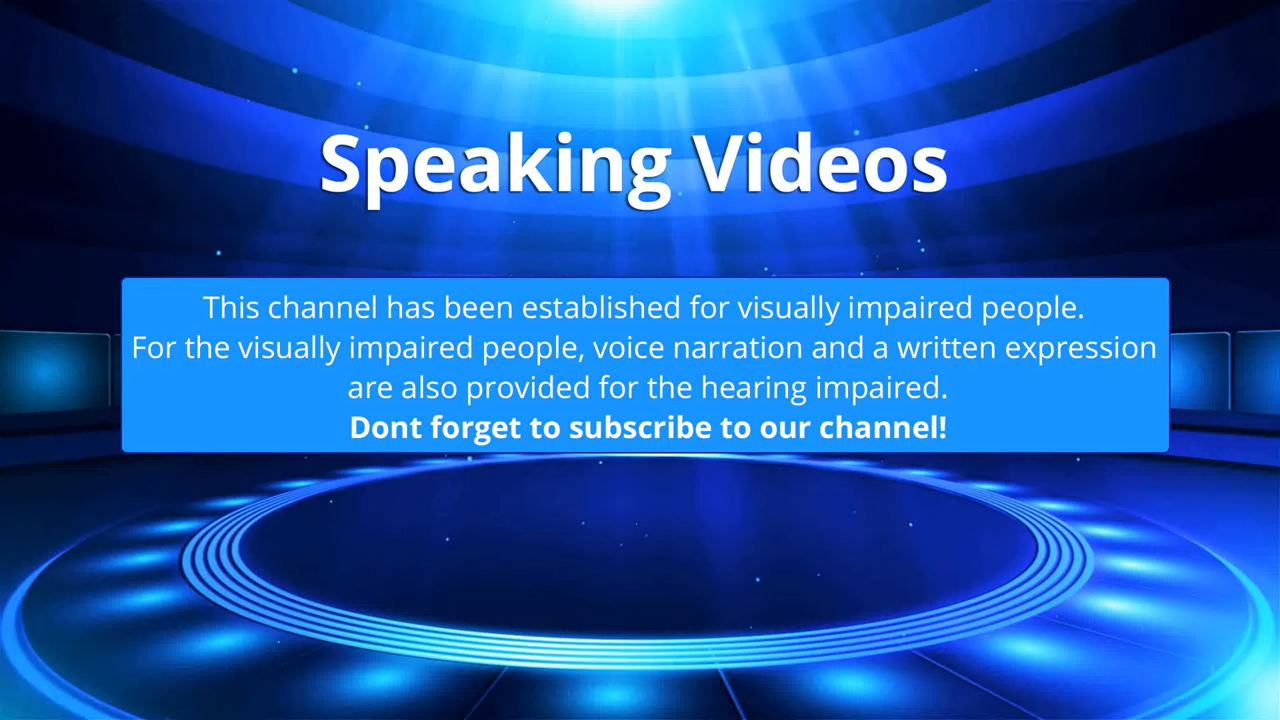 Speaking Videos
This channel has been established for visually impaired people.
For the visually impaired people, voice narration and a written expression
are also provided for the hearing impaired.
Dont forget to subscribe to our channel!